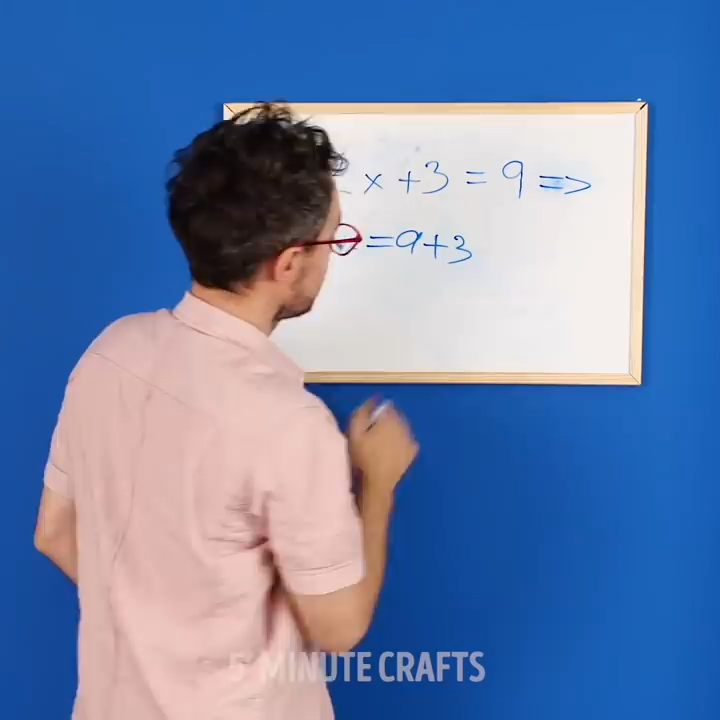 x + 3 = 9 =>
= 9 + 3
5 MINUTE CRAFTS